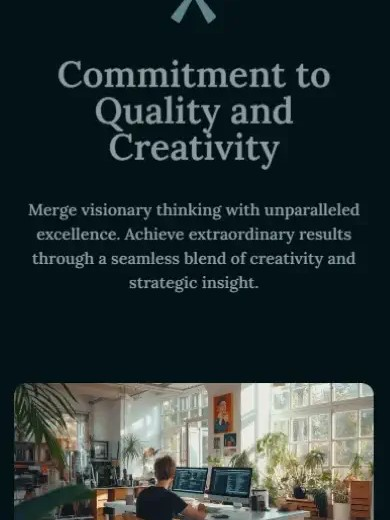 Commitment to
Quality and
Creativity
Merge visionary thinking with unparalleled
excellence. Achieve extraordinary results
through a seamless blend of creativity and
strategic insight.